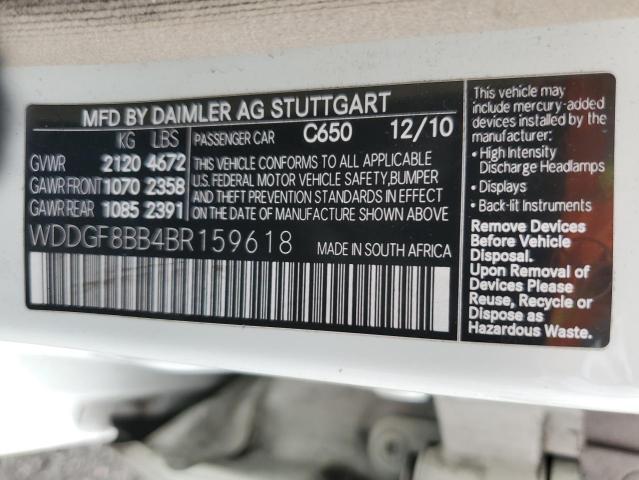 MFD BY DAIMLER AG STUTTGART
KG LBS
GVWR 2120 4672
GAWR FRONT 1070 2358
GAWR REAR 1085 2391
PASSENGER CAR C650 12/10
THIS VEHICLE CONFORMS TO ALL APPLICABLE
U.S. FEDERAL MOTOR VEHICLE SAFETY,BUMPER
AND THEFT PREVENTION STANDARDS IN EFFECT
ON THE DATE OF MANUFACTURE SHOWN ABOVE
WDDGF8BB4BR159618 MADE IN SOUTH AFRICA
This vehicle may
include mercury-added
devices installed by the
manufacturer:
• High Intensity
Discharge Headlamps
• Displays
• Back-lit Instruments
Remove Devices
Before Vehicle
Disposal.
Upon Removal of
Devices Please
Reuse, Recycle or
Dispose as
Hazardous Waste.